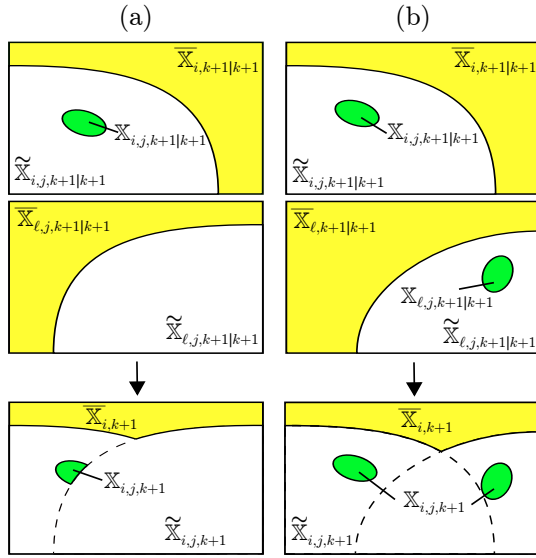 (a) (b)
𝕏̅_{i,k+1|k+1} 𝕏̅_{i,k+1|k+1}
𝕏_{i,j,k+1|k+1} 𝕏_{i,j,k+1|k+1}
𝕏̃_{i,j,k+1|k+1} 𝕏̃_{i,j,k+1|k+1}
𝕏̅_{ℓ,j,k+1|k+1} 𝕏̅_{ℓ,k+1|k+1}
𝕏_{ℓ,j,k+1|k+1}
𝕏̃_{ℓ,j,k+1|k+1} 𝕏̃_{ℓ,j,k+1|k+1}
𝕏̅_{i,k+1} 𝕏̅_{i,k+1}
𝕏_{i,j,k+1} 𝕏_{i,j,k+1}
𝕏̃_{i,j,k+1} 𝕏̃_{i,j,k+1}